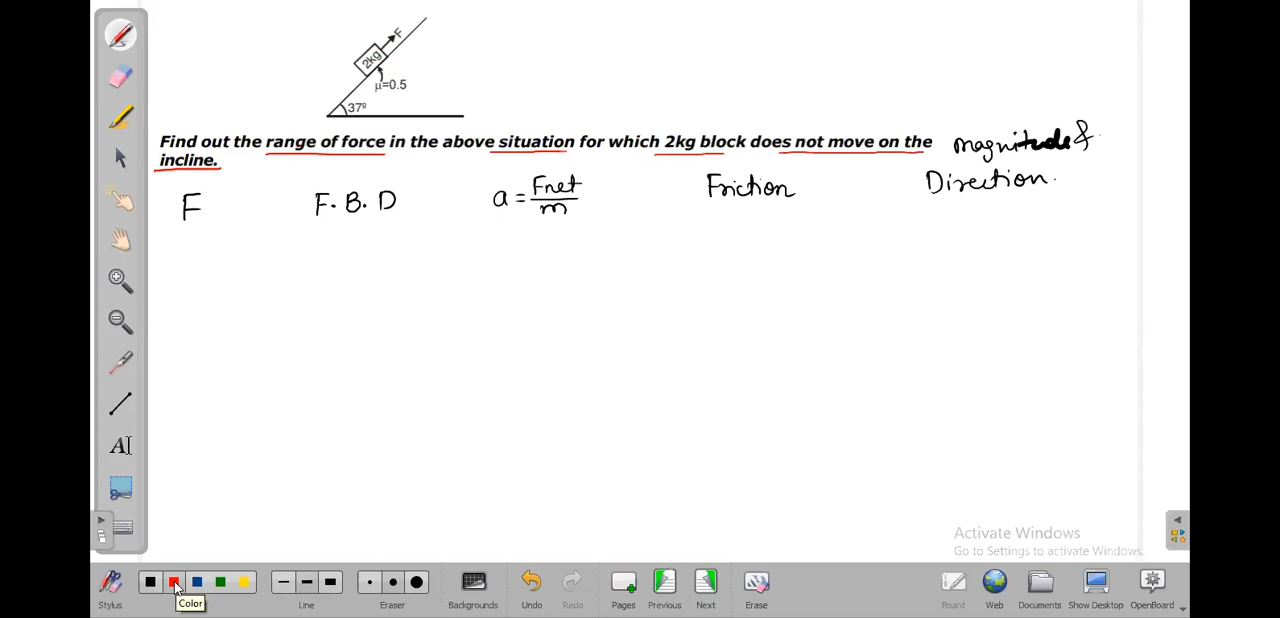 F
2kg
μ=0.5
37º
Find out the range of force in the above situation for which 2kg block does not move on the
incline.
magnitude &
Direction.
F
F. B. D
a = Fnet
m
Friction
Activate Windows
Go to Settings to activate Windows.
Color
Stylus
Line
Eraser
Backgrounds
Undo
Redo
Pages
Previous
Next
Erase
Board
Web
Documents
Show Desktop
OpenBoard